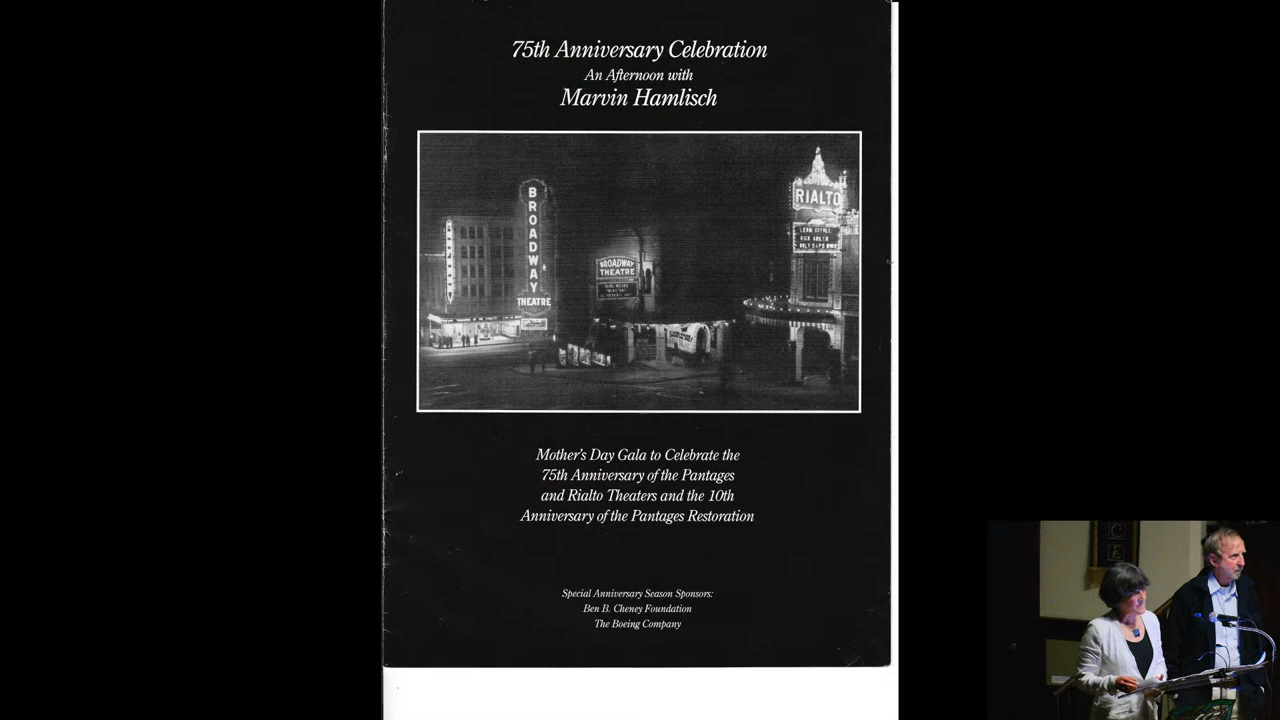 75th Anniversary Celebration
An Afternoon with
Marvin Hamlisch
BROADWAY
THEATRE
BROADWAY
THEATRE
RIALTO
Mother's Day Gala to Celebrate the
75th Anniversary of the Pantages
and Rialto Theaters and the 10th
Anniversary of the Pantages Restoration
Special Anniversary Season Sponsors:
Ben B. Cheney Foundation
The Boeing Company